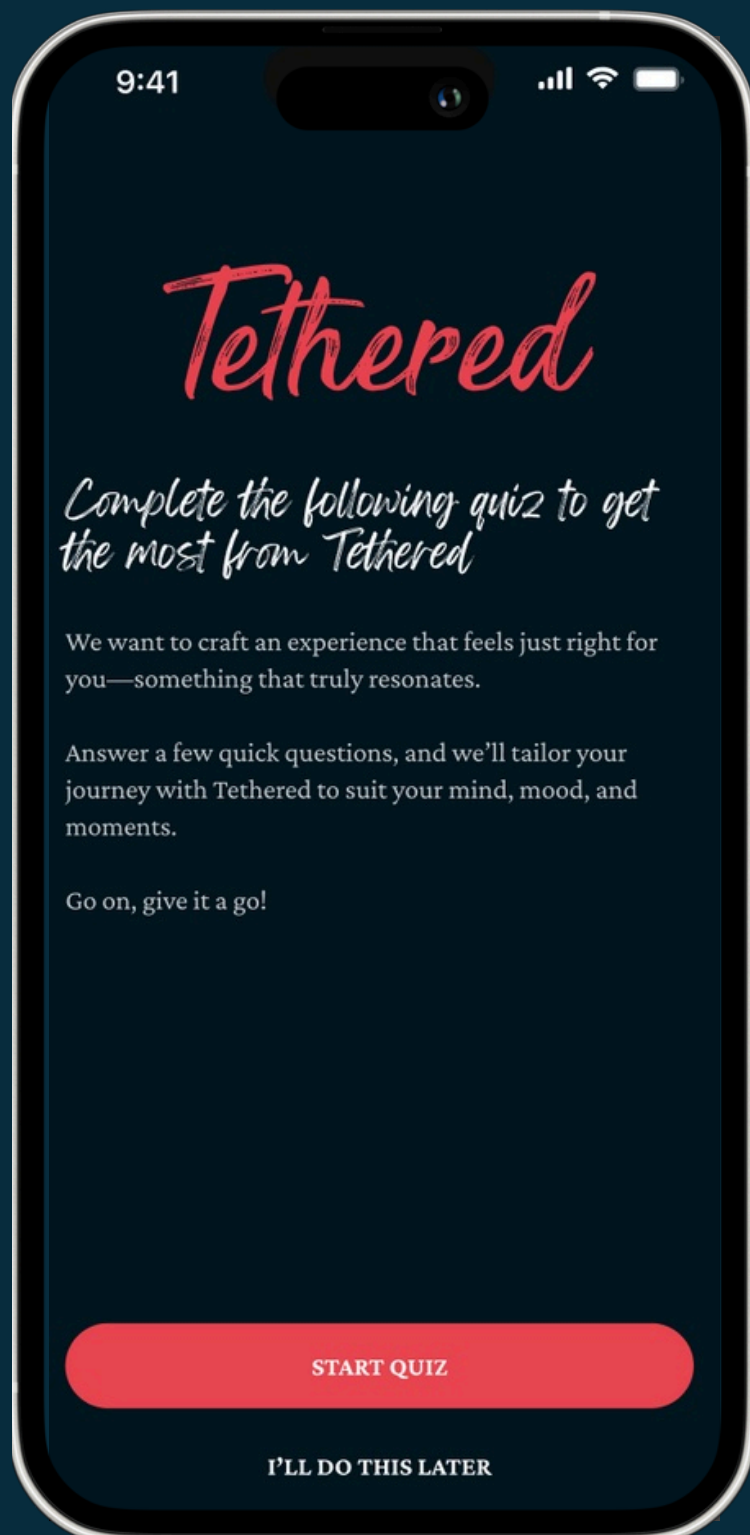 9:41
Tethered
Complete the following quiz to get
the most from Tethered
We want to craft an experience that feels just right for
you—something that truly resonates.
Answer a few quick questions, and we’ll tailor your
journey with Tethered to suit your mind, mood, and
moments.
Go on, give it a go!
START QUIZ
I’LL DO THIS LATER